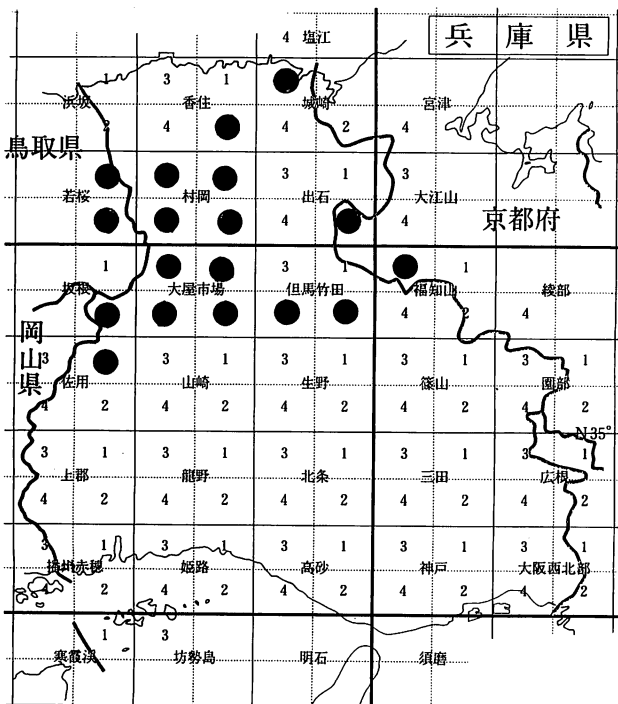 兵庫県
4 塩江
1 3 1
浜坂 香住 城崎 宮津
2 4 4 2 4
鳥取県
3 1 3
若桜 村岡 出石 大江山
4 4
京都府
1 3 1 1
坂根 大屋市場 但馬竹田 福知山 綾部
4 2 4
岡山県
3 3 1 3 1 3 1 3 1
佐用 山崎 生野 篠山 園部
4 2 4 2 4 2 4 2 4 2
N35°
3 1 3 1 3 1 3 1 3 1
上郡 龍野 北条 三田 広根
4 2 4 2 4 2 4 2 4 2
3 1 3 1 3 1 3 1 3 1
播州赤穂 姫路 高砂 神戸 大阪西北部
4 2 4 2 4 2 4 2 4 2
1 3
寒霞渓 坊勢島 明石 須磨